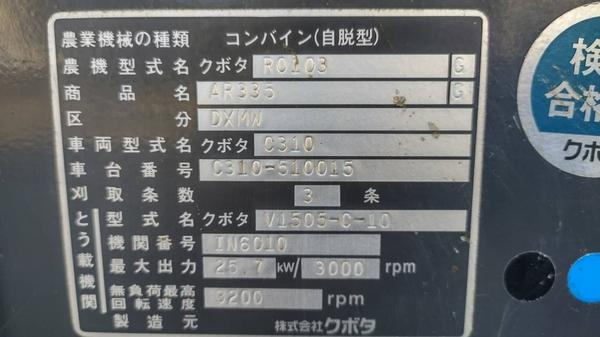 農業機械の種類 コンバイン(自脱型)
農機型式名 クボタ R0103 G
商品名 AR335 G
区分 DXMW
車両型式名 クボタ C310
車台番号 C310-510015
刈取条数 3 条
とう載機関
型式名 クボタ V1505-C-10
機関番号 1N6010
最大出力 25.7 kW/ 3000 rpm
無負荷最高回転速度 3200 rpm
製造元 株式会社クボタ
検
合格
クボ